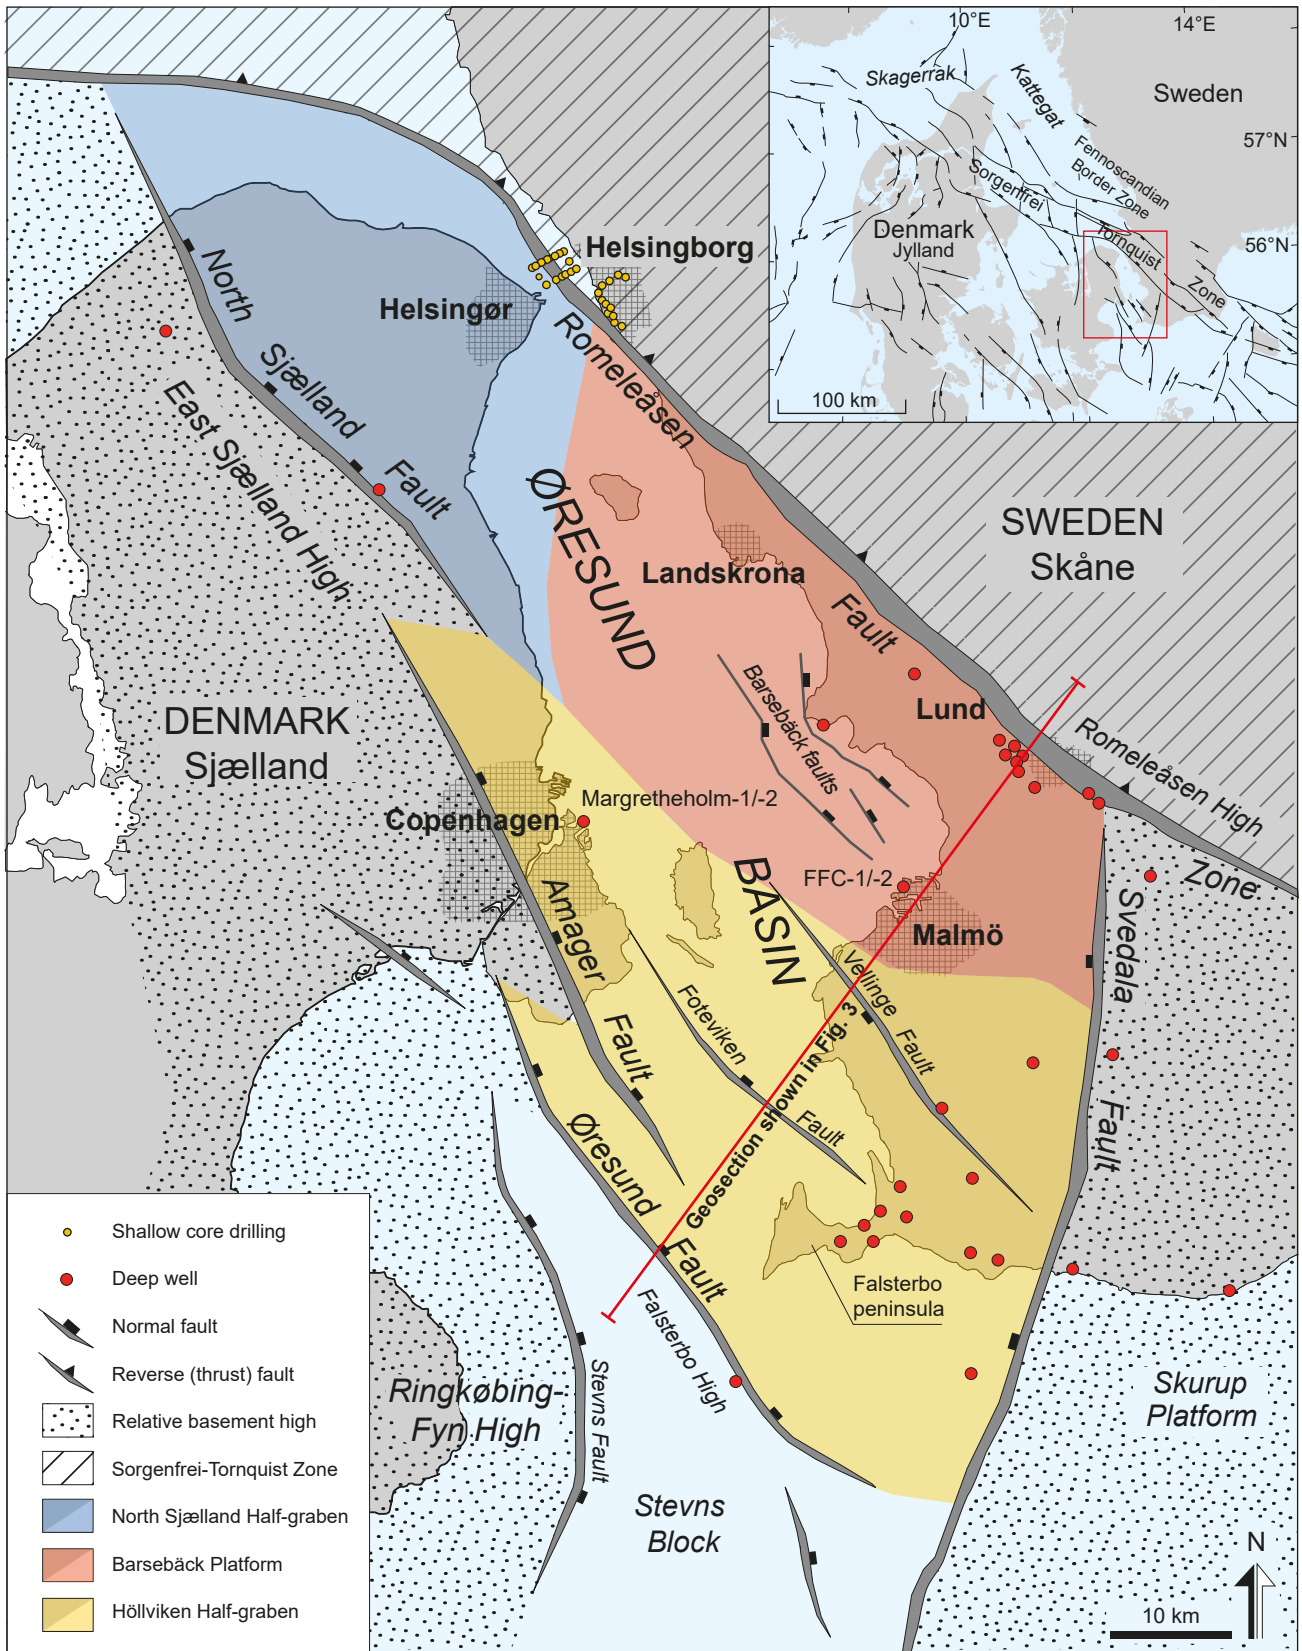 10°E
14°E
Skagerrak
Kattegat
Sweden
57°N
Fennoscandian
Border Zone
Sorgenfrei
Denmark
Jylland
Tornquist
56°N
Zone
100 km
Helsingborg
North
Helsingør
Romeleåsen
Sjælland
East Sjælland High
Fault
ØRESUND
SWEDEN
Skåne
Landskrona
Fault
Barsebäck faults
Lund
DENMARK
Sjælland
Romeleåsen High
Margretheholm-1/-2
Copenhagen
BASIN
FFC-1/-2
Zone
Amager
Malmö
Svedala
Vellinge
Foteviken
Fault
Geosection shown in Fig. 3
Fault
Fault
Fault
Øresund
Fault
Falsterbo
peninsula
Falsterbo High
Stevns Fault
Ringkøbing-
Fyn High
Skurup
Platform
Stevns
Block
N
10 km
Shallow core drilling
Deep well
Normal fault
Reverse (thrust) fault
Relative basement high
Sorgenfrei-Tornquist Zone
North Sjælland Half-graben
Barsebäck Platform
Höllviken Half-graben